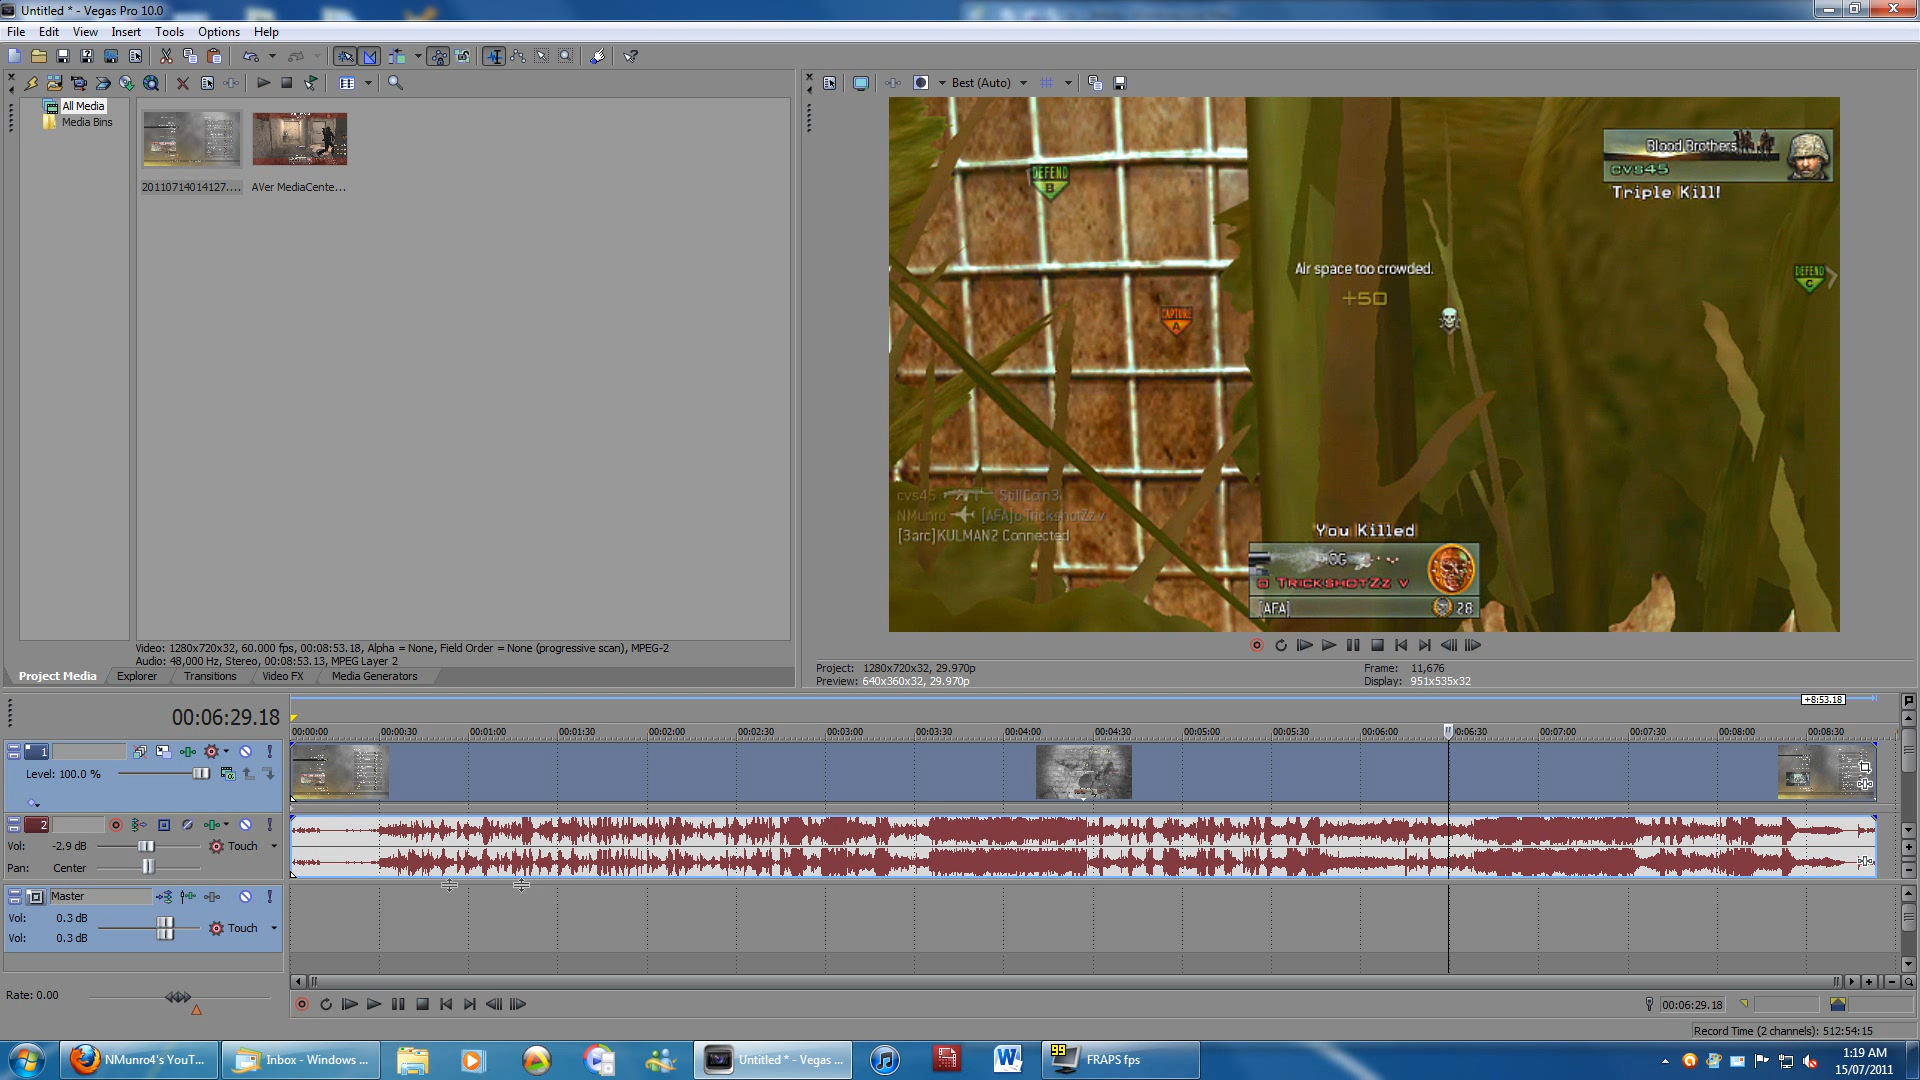 Untitled * - Vegas Pro 10.0
File Edit View Insert Tools Options Help
All Media
Media Bins
20110714014127....
AVer MediaCente...
Video: 1280x720x32, 60.000 fps, 00:08:53.18, Alpha = None, Field Order = None (progressive scan), MPEG-2
Audio: 48,000 Hz, Stereo, 00:08:53.13, MPEG Layer 2
Project Media Explorer Transitions Video FX Media Generators
Best (Auto)
Blood Brothers
cvs45
Triple Kill!
DEFEND
B
DEFEND
C
CAPTURE
A
Air space too crowded.
+50
cvs45 StillCoin3
NMunro [AFA]o TrickshotZz v
[3arc]KULMAN2 Connected
You Killed
OG
O TRICKSHOTZZ V
[AFA] 28
Project: 1280x720x32, 29.970p
Preview: 640x360x32, 29.970p
Frame: 11,676
Display: 951x535x32
00:06:29.18
+8:53.18
00:00:00 00:00:30 00:01:00 00:01:30 00:02:00 00:02:30 00:03:00 00:03:30 00:04:00 00:04:30 00:05:00 00:05:30 00:06:00 00:06:30 00:07:00 00:07:30 00:08:00 00:08:30
1
Level: 100.0 %
2
Vol: -2.9 dB Touch
Pan: Center
Master
Vol: 0.3 dB
Vol: 0.3 dB
Touch
Rate: 0.00
00:06:29.18
Record Time (2 channels): 512:54:15
NMunro4's YouT...
Inbox - Windows ...
Untitled * - Vegas ...
99
FRAPS fps
1:19 AM
15/07/2011